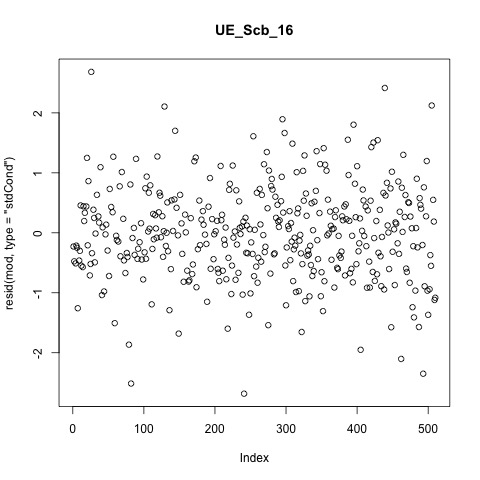 UE_Scb_16
resid(mod, type = "stdCond")
2
1
0
-1
-2
0 100 200 300 400 500
Index